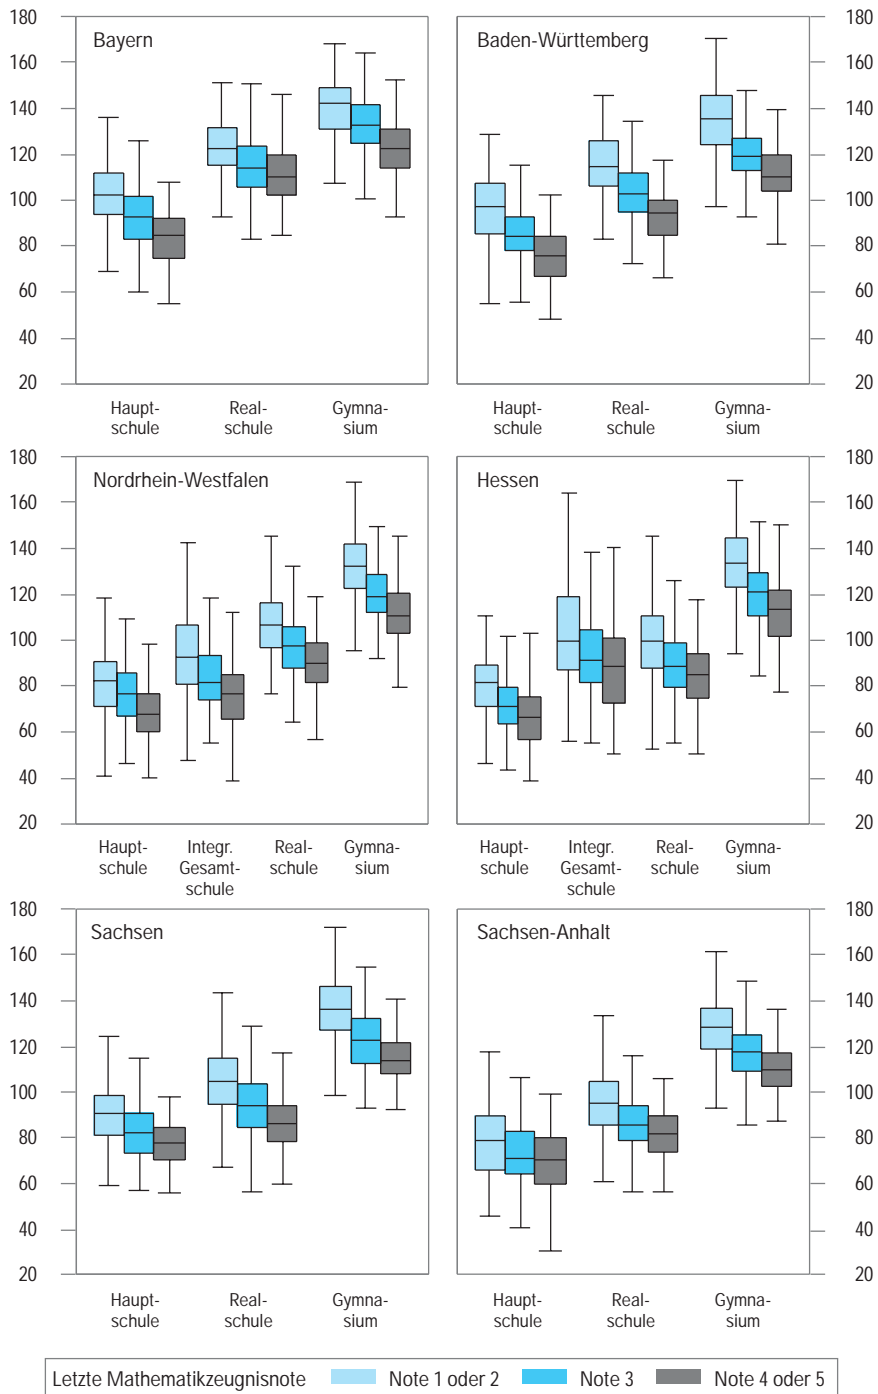 180 180
Bayern Baden-Württemberg
160 160
140 140
120 120
100 100
80 80
60 60
40 40
20 20
Haupt- Real- Gymna- Haupt- Real- Gymna-
schule schule sium schule schule sium
180 180
Nordrhein-Westfalen Hessen
160 160
140 140
120 120
100 100
80 80
60 60
40 40
20 20
Haupt- Integr. Real- Gymna- Haupt- Integr. Real- Gymna-
schule Gesamt- schule sium schule Gesamt- schule sium
schule schule
180 180
Sachsen Sachsen-Anhalt
160 160
140 140
120 120
100 100
80 80
60 60
40 40
20 20
Haupt- Real- Gymna- Haupt- Real- Gymna-
schule schule sium schule schule sium
Letzte Mathematikzeugnisnote Note 1 oder 2 Note 3 Note 4 oder 5